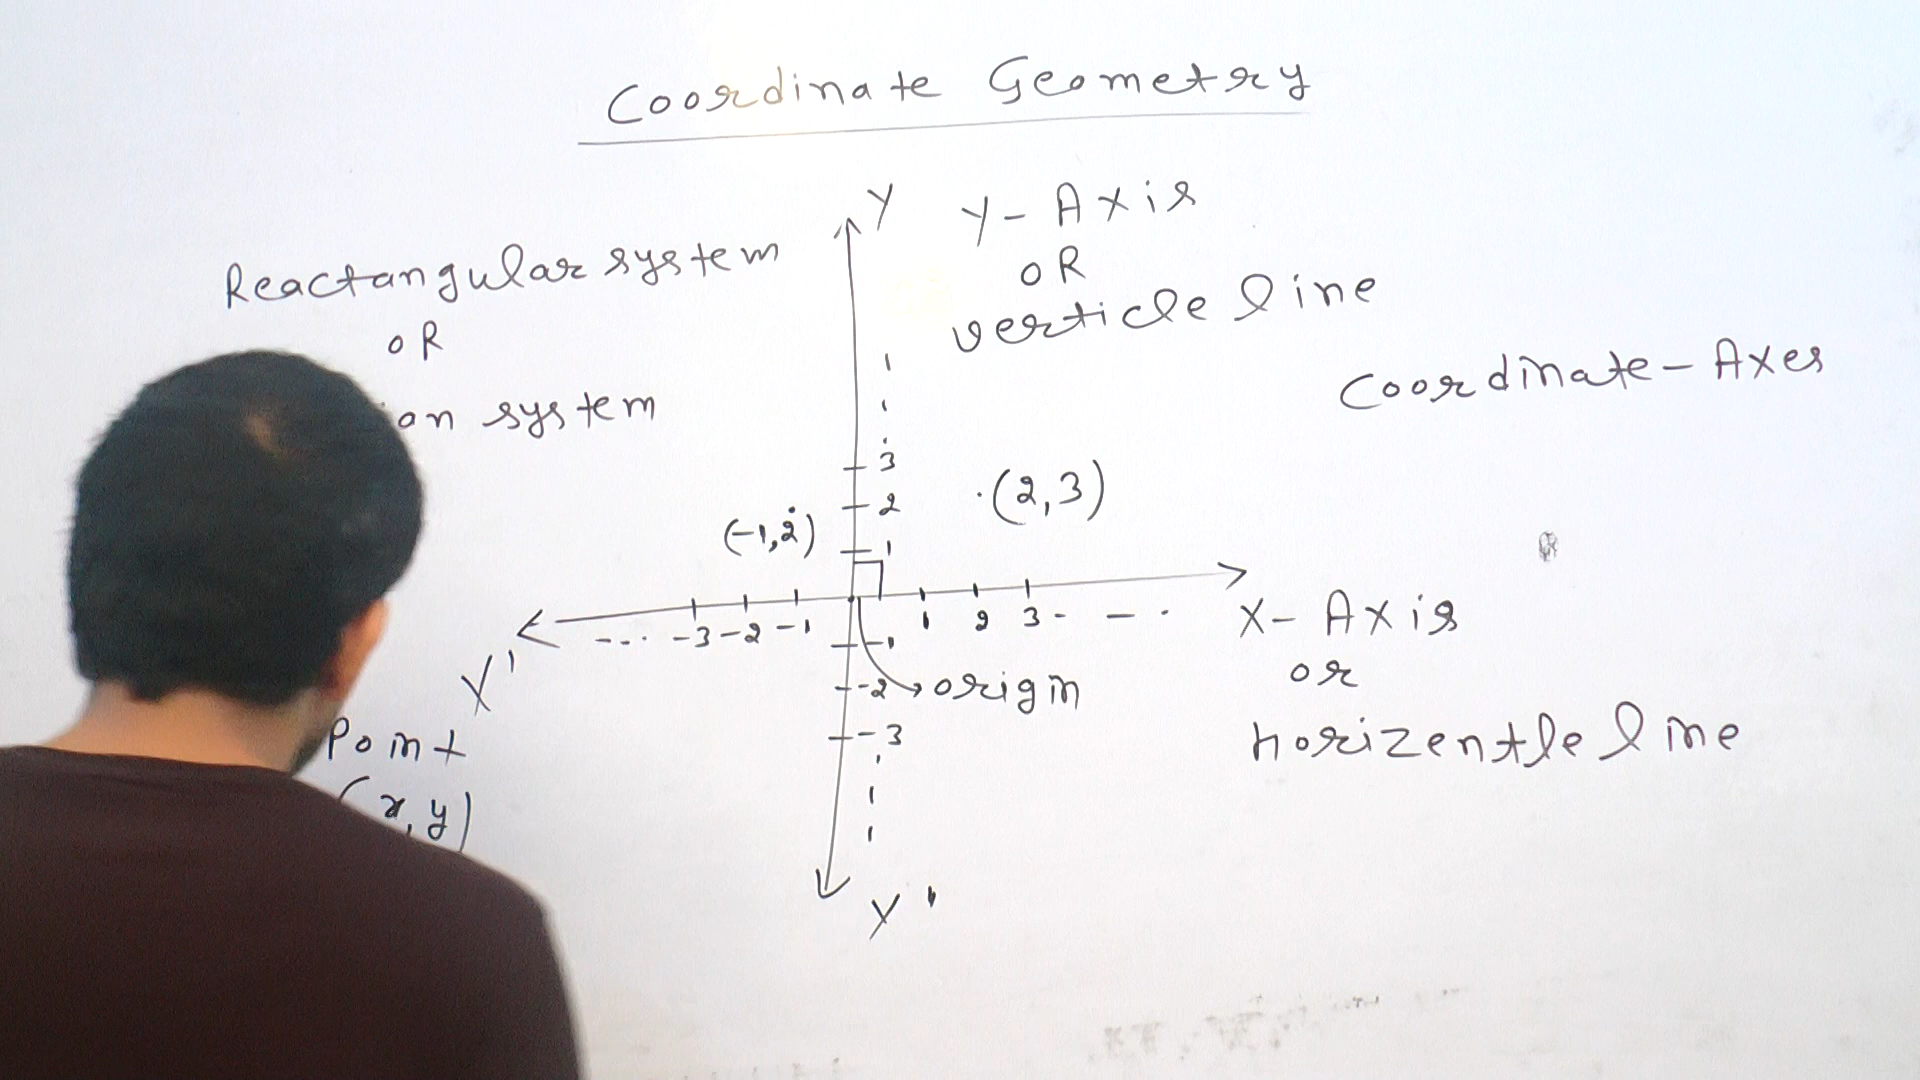 Coordinate Geometry
Y
Y- Axis
OR
verticle line
Reactangular system
OR
system
Coordinate - Axes
3
2
1
(2,3)
(-1,2)
--- -3 -2 -1
1 2 3 - - .
X'
X- Axis
or
horizentle line
-1
-2
-3
origin
Point
(x,y)
Y'